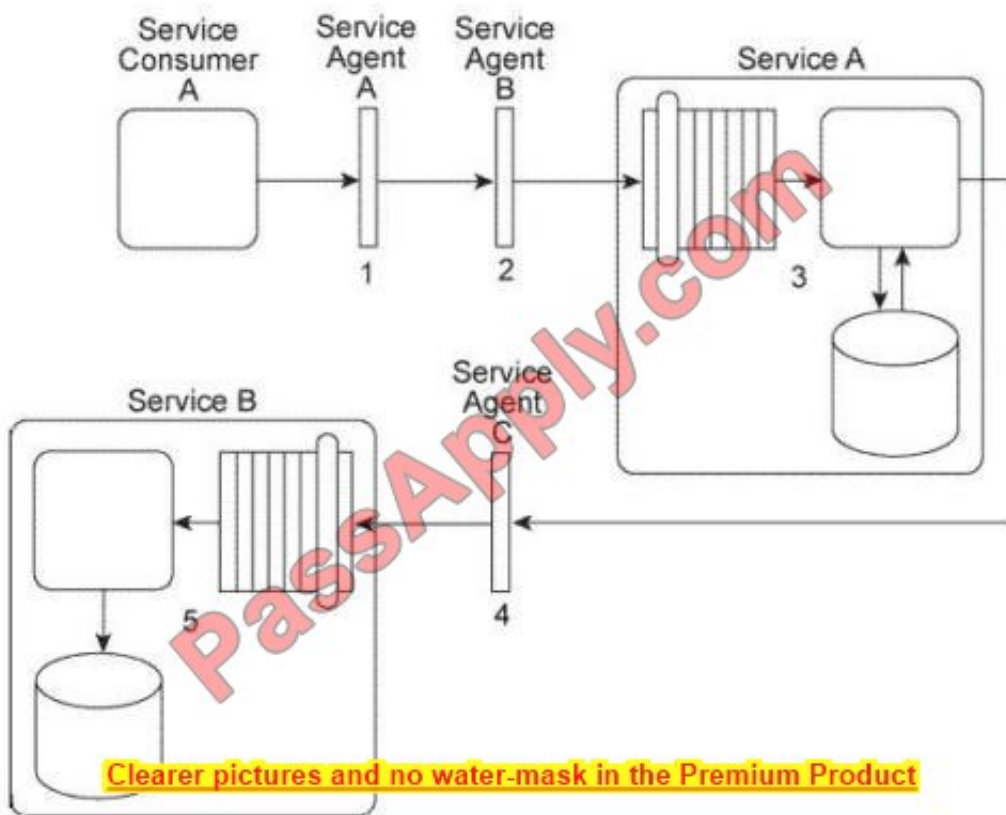 Service
Consumer
A
Service
Agent
A
Service
Agent
B
Service A
1
2
3
Service B
Service
Agent
C
4
5
PassApply.com
Clearer pictures and no water-mask in the Premium Product